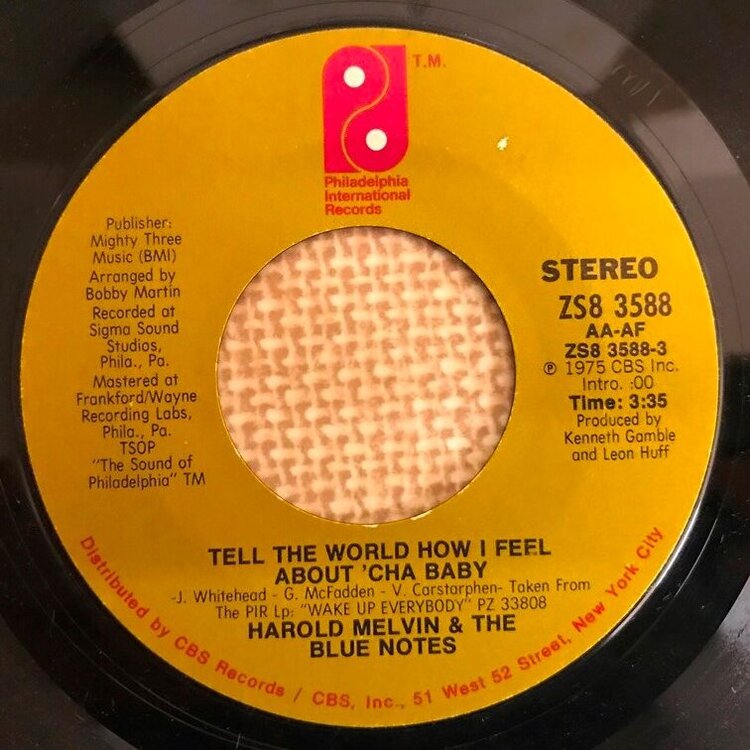 T.M.
Philadelphia
International
Records
Publisher:
Mighty Three
Music (BMI)
Arranged by
Bobby Martin
Recorded at
Sigma Sound
Studios,
Phila., Pa.
Mastered at
Frankford/Wayne
Recording Labs,
Phila., Pa.
TSOP
"The Sound of
Philadelphia" TM
STEREO
ZS8 3588
AA-AF
ZS8 3588-3
℗ 1975 CBS Inc.
Intro. :00
Time: 3:35
Produced by
Kenneth Gamble
and Leon Huff
TELL THE WORLD HOW I FEEL
ABOUT 'CHA BABY
-J. Whitehead - G. McFadden - V. Carstarphen- Taken From
The PIR Lp: "WAKE UP EVERYBODY" PZ 33808
HAROLD MELVIN & THE
BLUE NOTES
Distributed by CBS Records / CBS, Inc., 51 West 52 Street, New York City